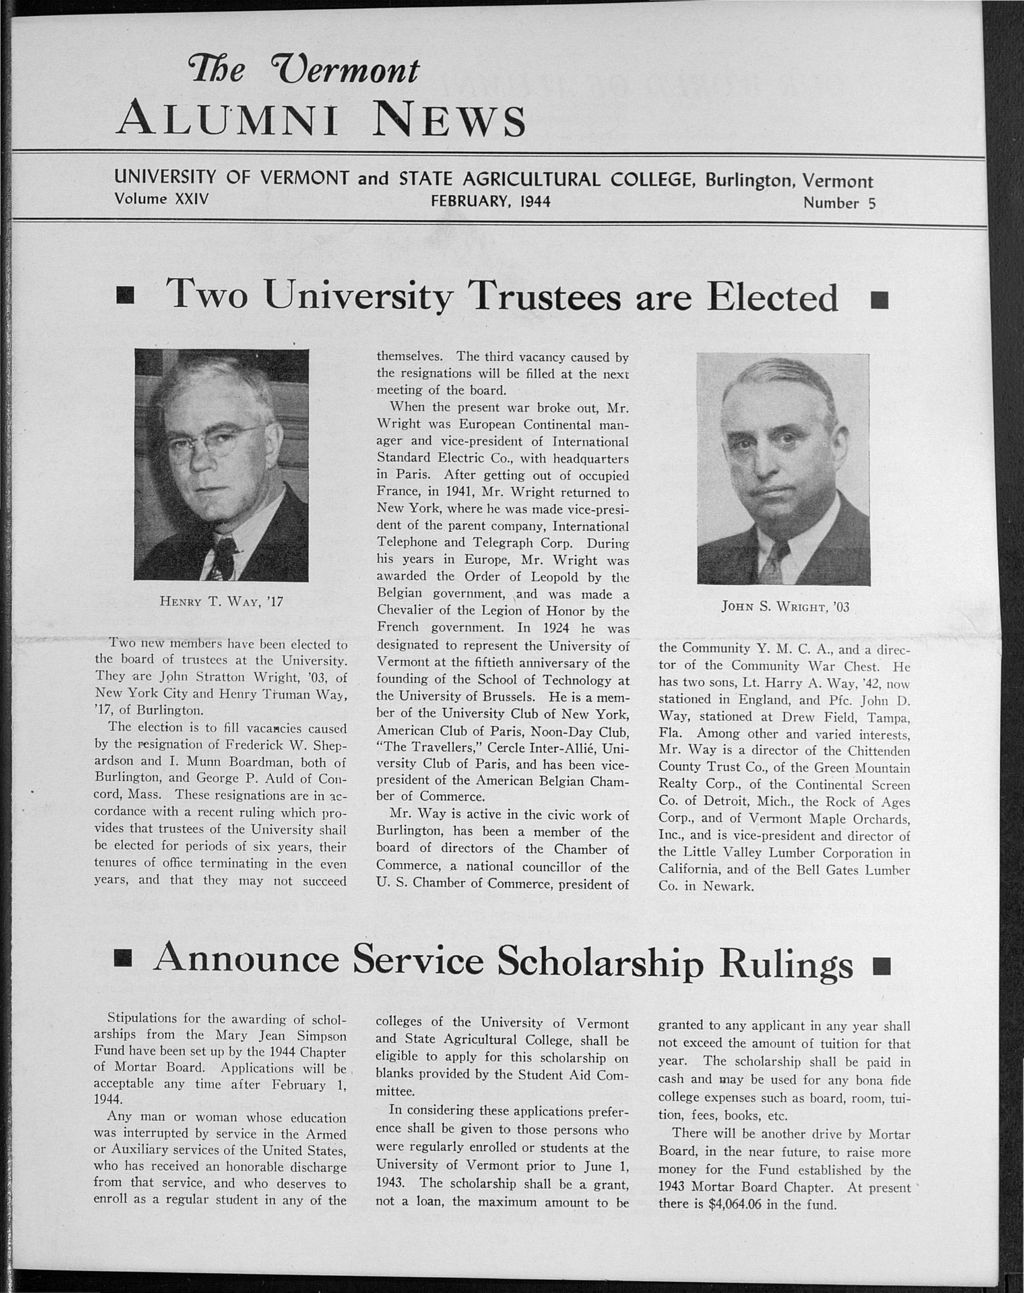 The Vermont
ALUMNI NEWS
UNIVERSITY OF VERMONT and STATE AGRICULTURAL COLLEGE, Burlington, Vermont
Volume XXIV FEBRUARY, 1944 Number 5
■ Two University Trustees are Elected ■
HENRY T. WAY, '17
Two new members have been elected to
the board of trustees at the University.
They are John Stratton Wright, '03, of
New York City and Henry Truman Way,
'17, of Burlington.
The election is to fill vacancies caused
by the resignation of Frederick W. Shep-
ardson and I. Munn Boardman, both of
Burlington, and George P. Auld of Con-
cord, Mass. These resignations are in ac-
cordance with a recent ruling which pro-
vides that trustees of the University shall
be elected for periods of six years, their
tenures of office terminating in the even
years, and that they may not succeed
themselves. The third vacancy caused by
the resignations will be filled at the next
meeting of the board.
When the present war broke out, Mr.
Wright was European Continental man-
ager and vice-president of International
Standard Electric Co., with headquarters
in Paris. After getting out of occupied
France, in 1941, Mr. Wright returned to
New York, where he was made vice-presi-
dent of the parent company, International
Telephone and Telegraph Corp. During
his years in Europe, Mr. Wright was
awarded the Order of Leopold by the
Belgian government, and was made a
Chevalier of the Legion of Honor by the
French government. In 1924 he was
designated to represent the University of
Vermont at the fiftieth anniversary of the
founding of the School of Technology at
the University of Brussels. He is a mem-
ber of the University Club of New York,
American Club of Paris, Noon-Day Club,
"The Travellers," Cercle Inter-Allié, Uni-
versity Club of Paris, and has been vice-
president of the American Belgian Cham-
ber of Commerce.
Mr. Way is active in the civic work of
Burlington, has been a member of the
board of directors of the Chamber of
Commerce, a national councillor of the
U. S. Chamber of Commerce, president of
JOHN S. WRIGHT, '03
the Community Y. M. C. A., and a direc-
tor of the Community War Chest. He
has two sons, Lt. Harry A. Way, '42, now
stationed in England, and Pfc. John D.
Way, stationed at Drew Field, Tampa,
Fla. Among other and varied interests,
Mr. Way is a director of the Chittenden
County Trust Co., of the Green Mountain
Realty Corp., of the Continental Screen
Co. of Detroit, Mich., the Rock of Ages
Corp., and of Vermont Maple Orchards,
Inc., and is vice-president and director of
the Little Valley Lumber Corporation in
California, and of the Bell Gates Lumber
Co. in Newark.
■ Announce Service Scholarship Rulings ■
Stipulations for the awarding of schol-
arships from the Mary Jean Simpson
Fund have been set up by the 1944 Chapter
of Mortar Board. Applications will be
acceptable any time after February 1,
1944.
Any man or woman whose education
was interrupted by service in the Armed
or Auxiliary services of the United States,
who has received an honorable discharge
from that service, and who deserves to
enroll as a regular student in any of the
colleges of the University of Vermont
and State Agricultural College, shall be
eligible to apply for this scholarship on
blanks provided by the Student Aid Com-
mittee.
In considering these applications prefer-
ence shall be given to those persons who
were regularly enrolled or students at the
University of Vermont prior to June 1,
1943. The scholarship shall be a grant,
not a loan, the maximum amount to be
granted to any applicant in any year shall
not exceed the amount of tuition for that
year. The scholarship shall be paid in
cash and may be used for any bona fide
college expenses such as board, room, tui-
tion, fees, books, etc.
There will be another drive by Mortar
Board, in the near future, to raise more
money for the Fund established by the
1943 Mortar Board Chapter. At present
there is $4,064.06 in the fund.